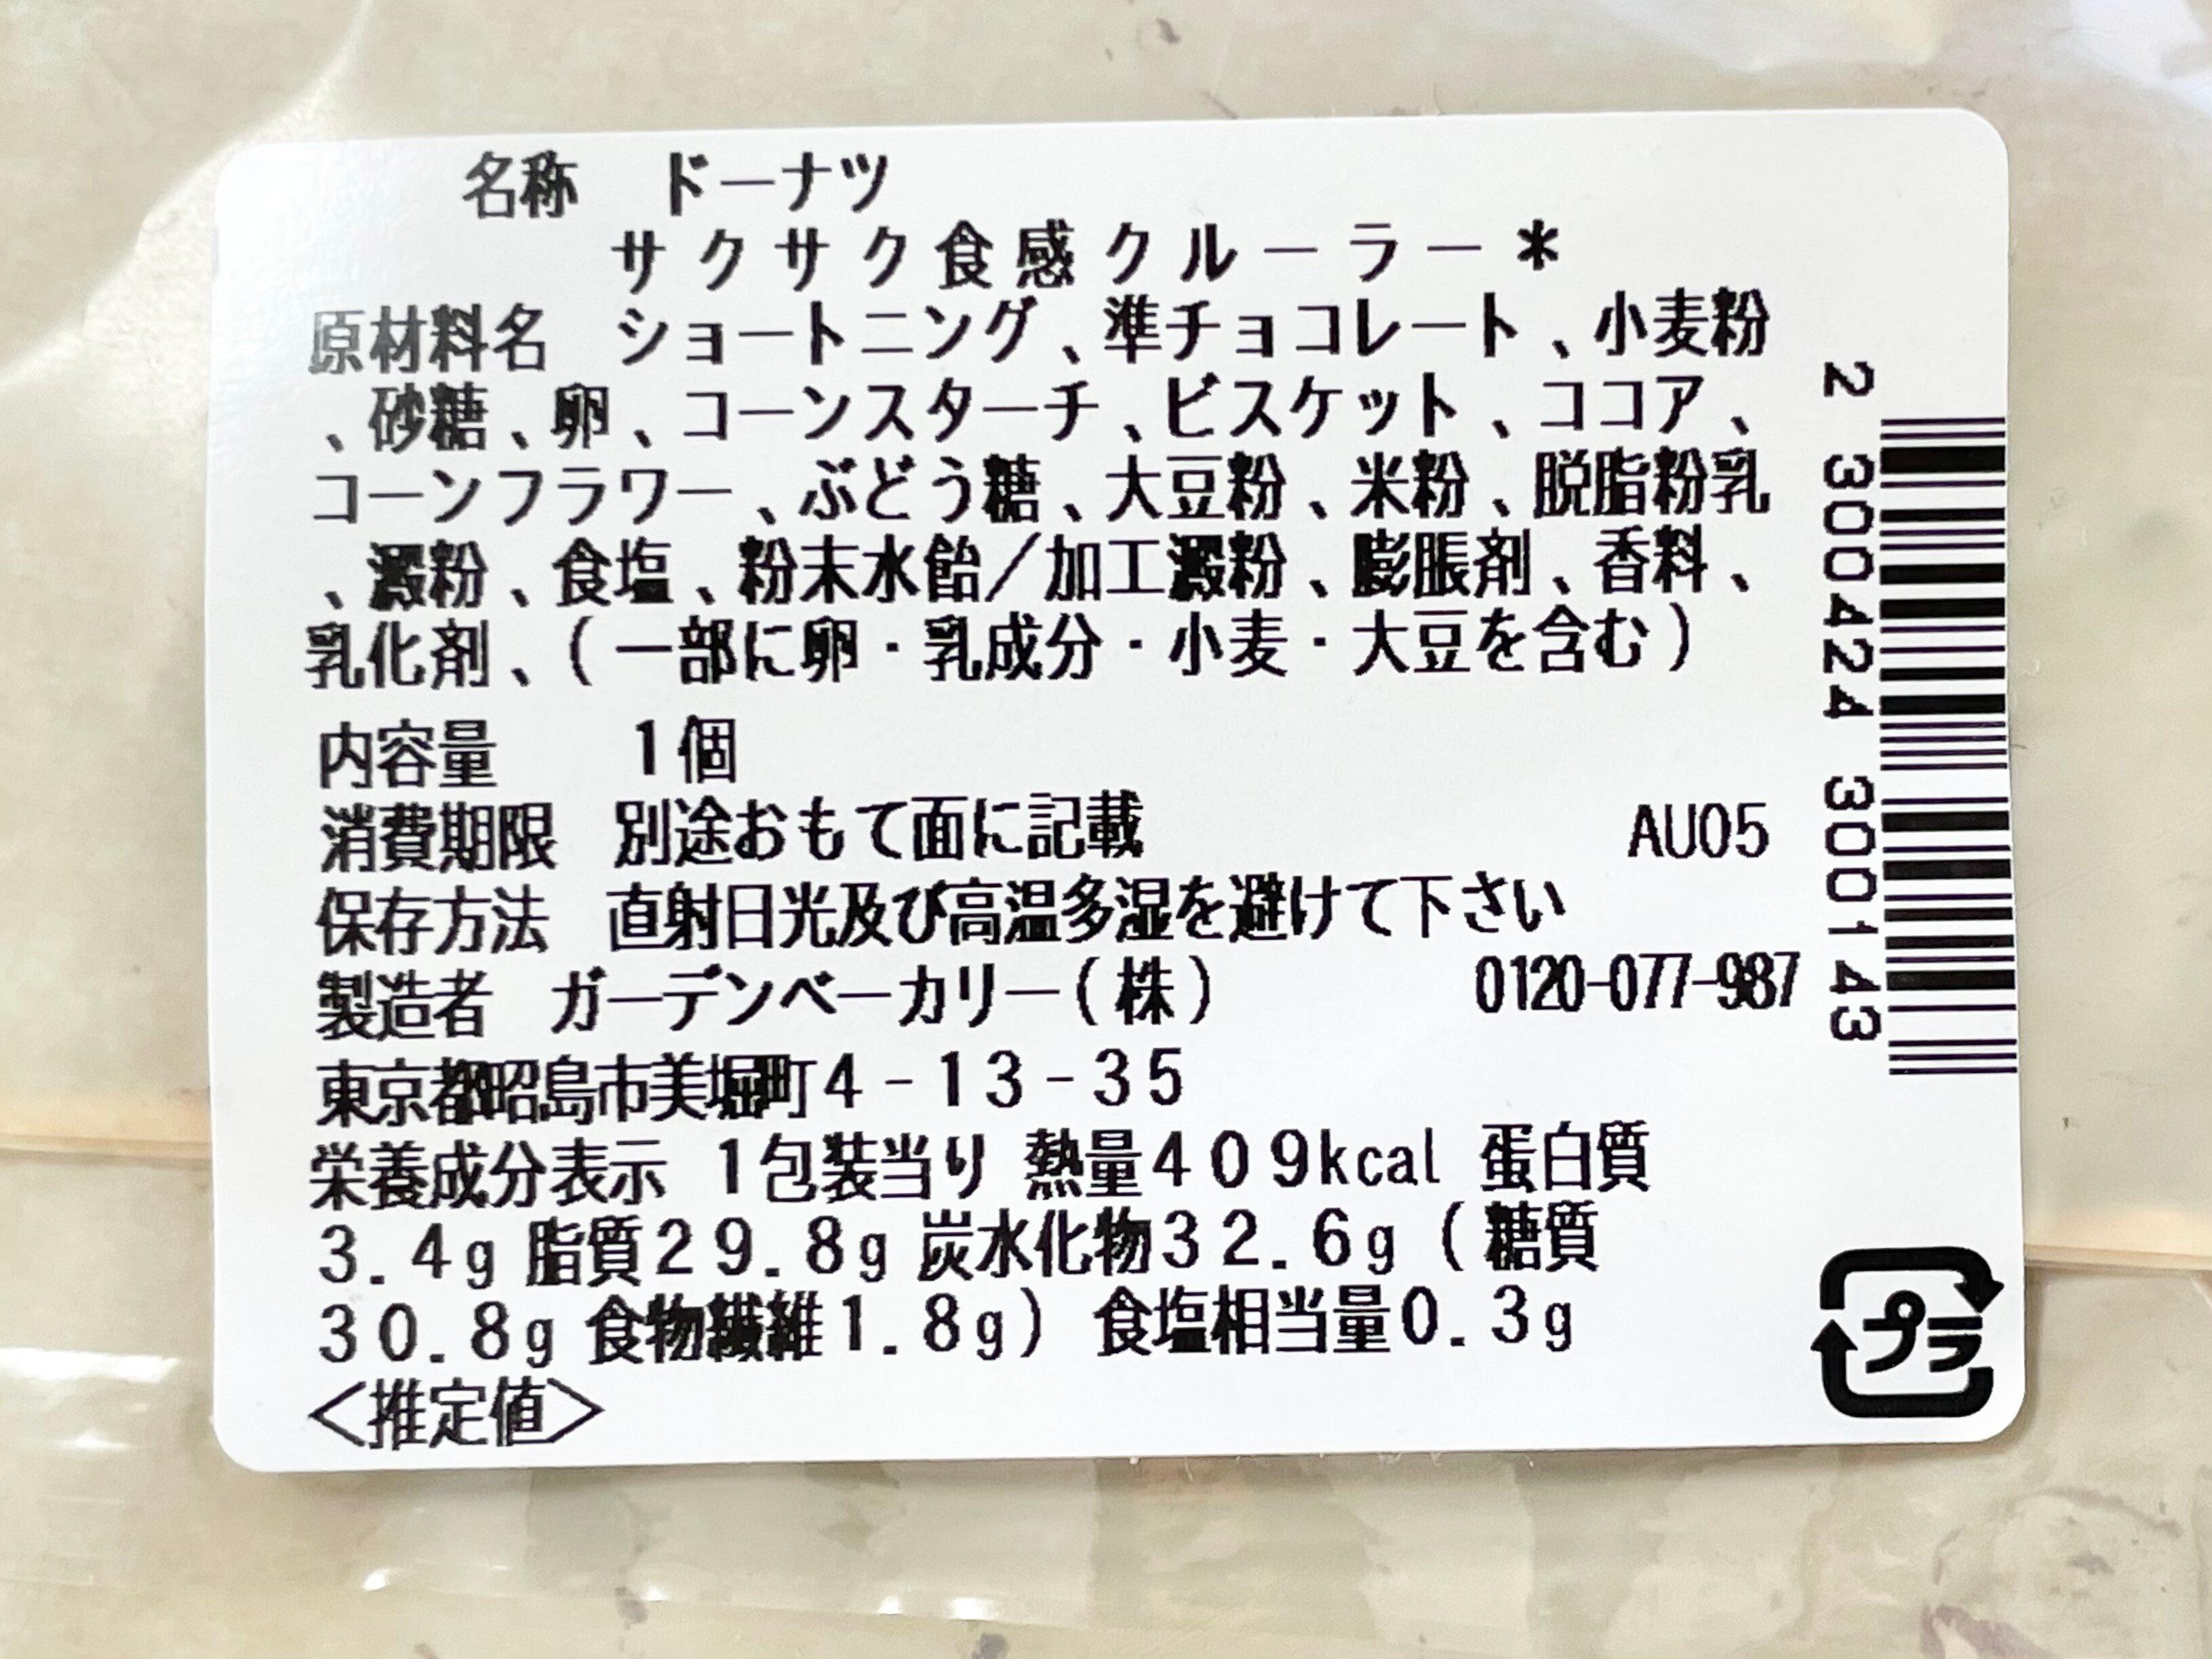 名称 ドーナツ
サクサク食感クルーラー*
原材料名 ショートニング、準チョコレート、小麦粉
、砂糖、卵、コーンスターチ、ビスケット、ココア、
コーンフラワー、ぶどう糖、大豆粉、米粉、脱脂粉乳
、澱粉、食塩、粉末水飴/加工澱粉、膨脹剤、香料、
乳化剤、(一部に卵・乳成分・小麦・大豆を含む)
内容量 1個
消費期限 別途おもて面に記載 AU05
保存方法 直射日光及び高温多湿を避けて下さい
製造者 ガーデンベーカリー(株) 0120-077-987
東京都昭島市美堀町4-13-35
栄養成分表示 1包装当り 熱量409kcal 蛋白質
3.4g 脂質29.8g 炭水化物32.6g (糖質
30.8g 食物繊維1.8g) 食塩相当量0.3g
<推定値>
2 300424 300143
プラ